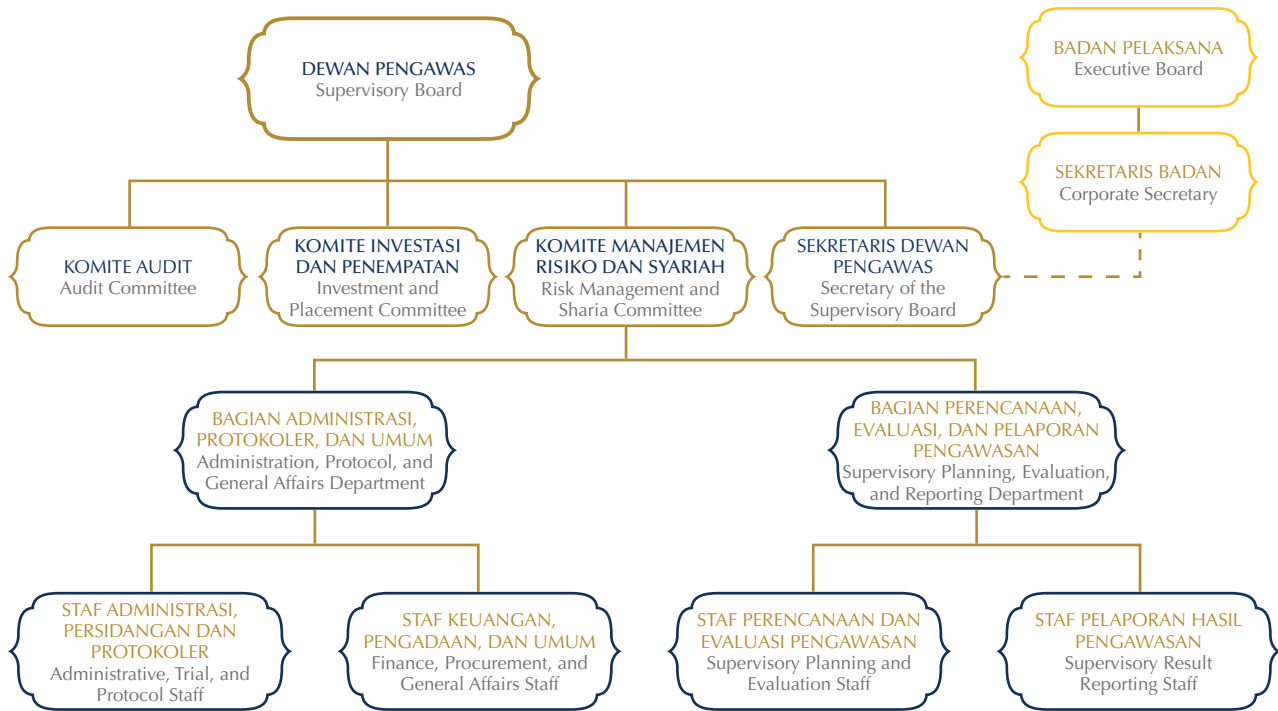 DEWAN PENGAWAS
Supervisory Board
BADAN PELAKSANA
Executive Board
SEKRETARIS BADAN
Corporate Secretary
KOMITE AUDIT
Audit Committee
KOMITE INVESTASI
DAN PENEMPATAN
Investment and
Placement Committee
KOMITE MANAJEMEN
RISIKO DAN SYARIAH
Risk Management and
Sharia Committee
SEKRETARIS DEWAN
PENGAWAS
Secretary of the
Supervisory Board
BAGIAN ADMINISTRASI,
PROTOKOLER, DAN UMUM
Administration, Protocol, and
General Affairs Department
BAGIAN PERENCANAAN,
EVALUASI, DAN PELAPORAN
PENGAWASAN
Supervisory Planning, Evaluation,
and Reporting Department
STAF ADMINISTRASI,
PERSIDANGAN DAN
PROTOKOLER
Administrative, Trial, and
Protocol Staff
STAF KEUANGAN,
PENGADAAN, DAN UMUM
Finance, Procurement, and
General Affairs Staff
STAF PERENCANAAN DAN
EVALUASI PENGAWASAN
Supervisory Planning and
Evaluation Staff
STAF PELAPORAN HASIL
PENGAWASAN
Supervisory Result
Reporting Staff